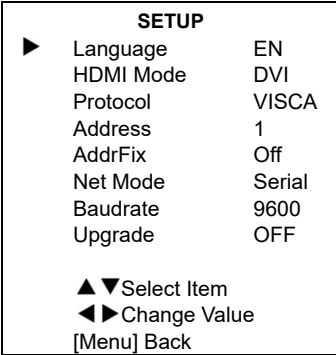 SETUP
▶ Language EN
HDMI Mode DVI
Protocol VISCA
Address 1
AddrFix Off
Net Mode Serial
Baudrate 9600
Upgrade OFF
▲▼Select Item
◀▶Change Value
[Menu] Back